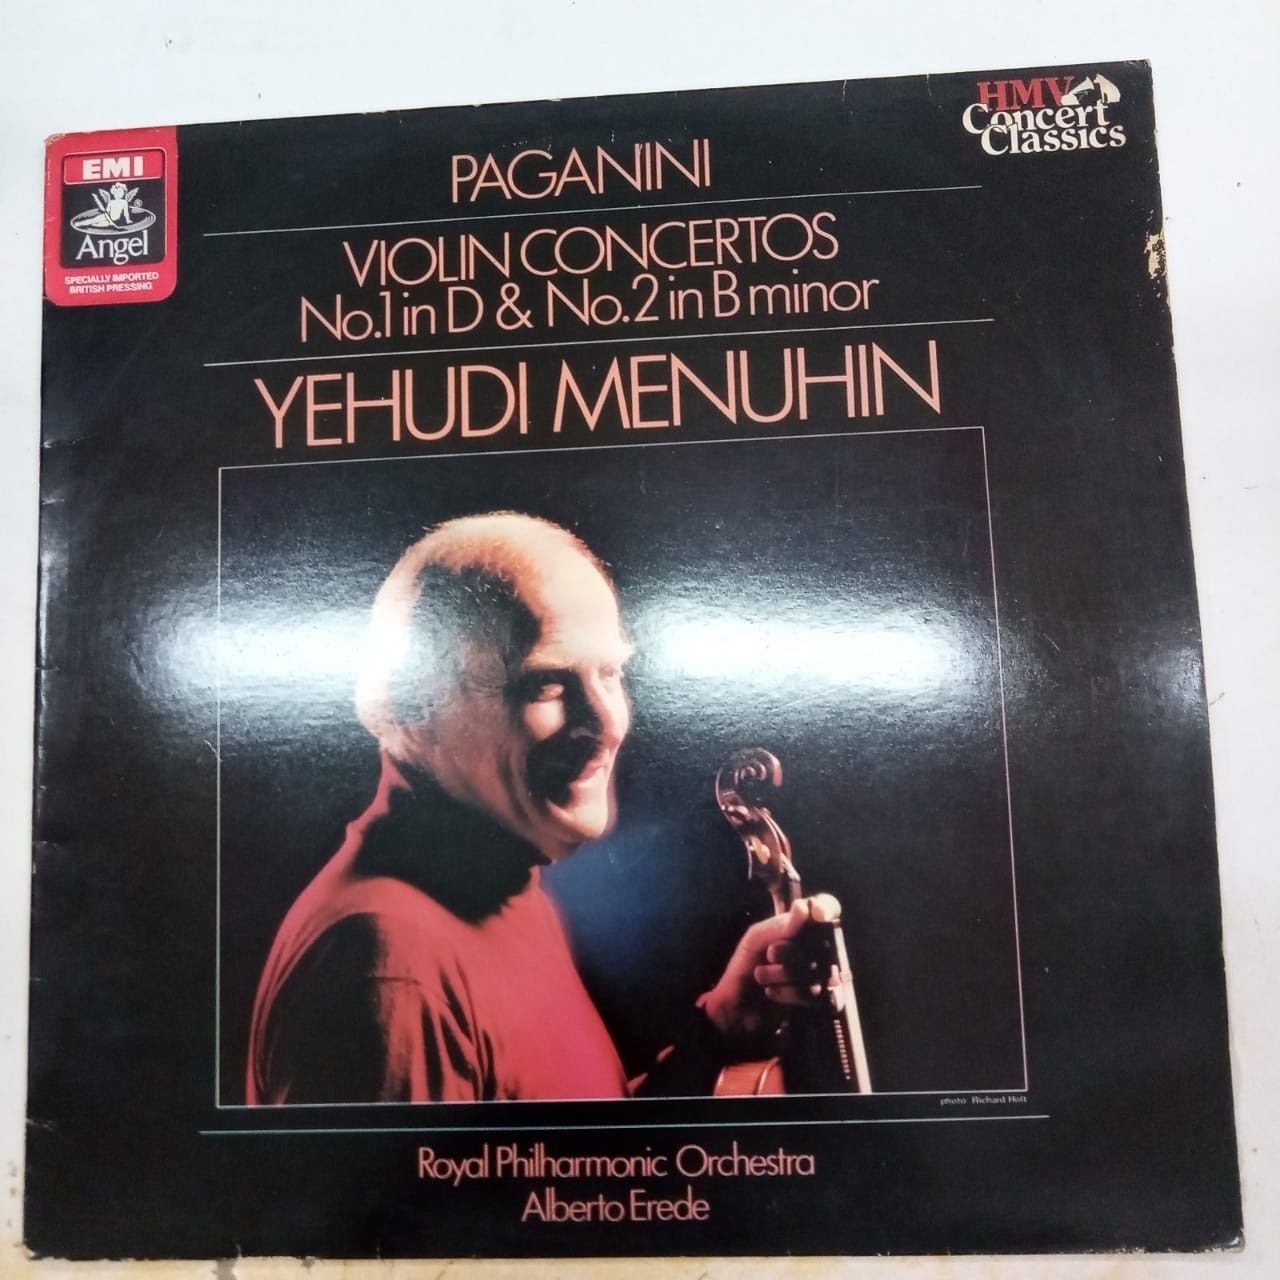 EMI
Angel
SPECIALLY IMPORTED
BRITISH PRESSING
HMV
Concert
Classics
PAGANINI
VIOLIN CONCERTOS
No.1 in D & No.2 in B minor
YEHUDI MENUHIN
photo Richard Holt
Royal Philharmonic Orchestra
Alberto Erede